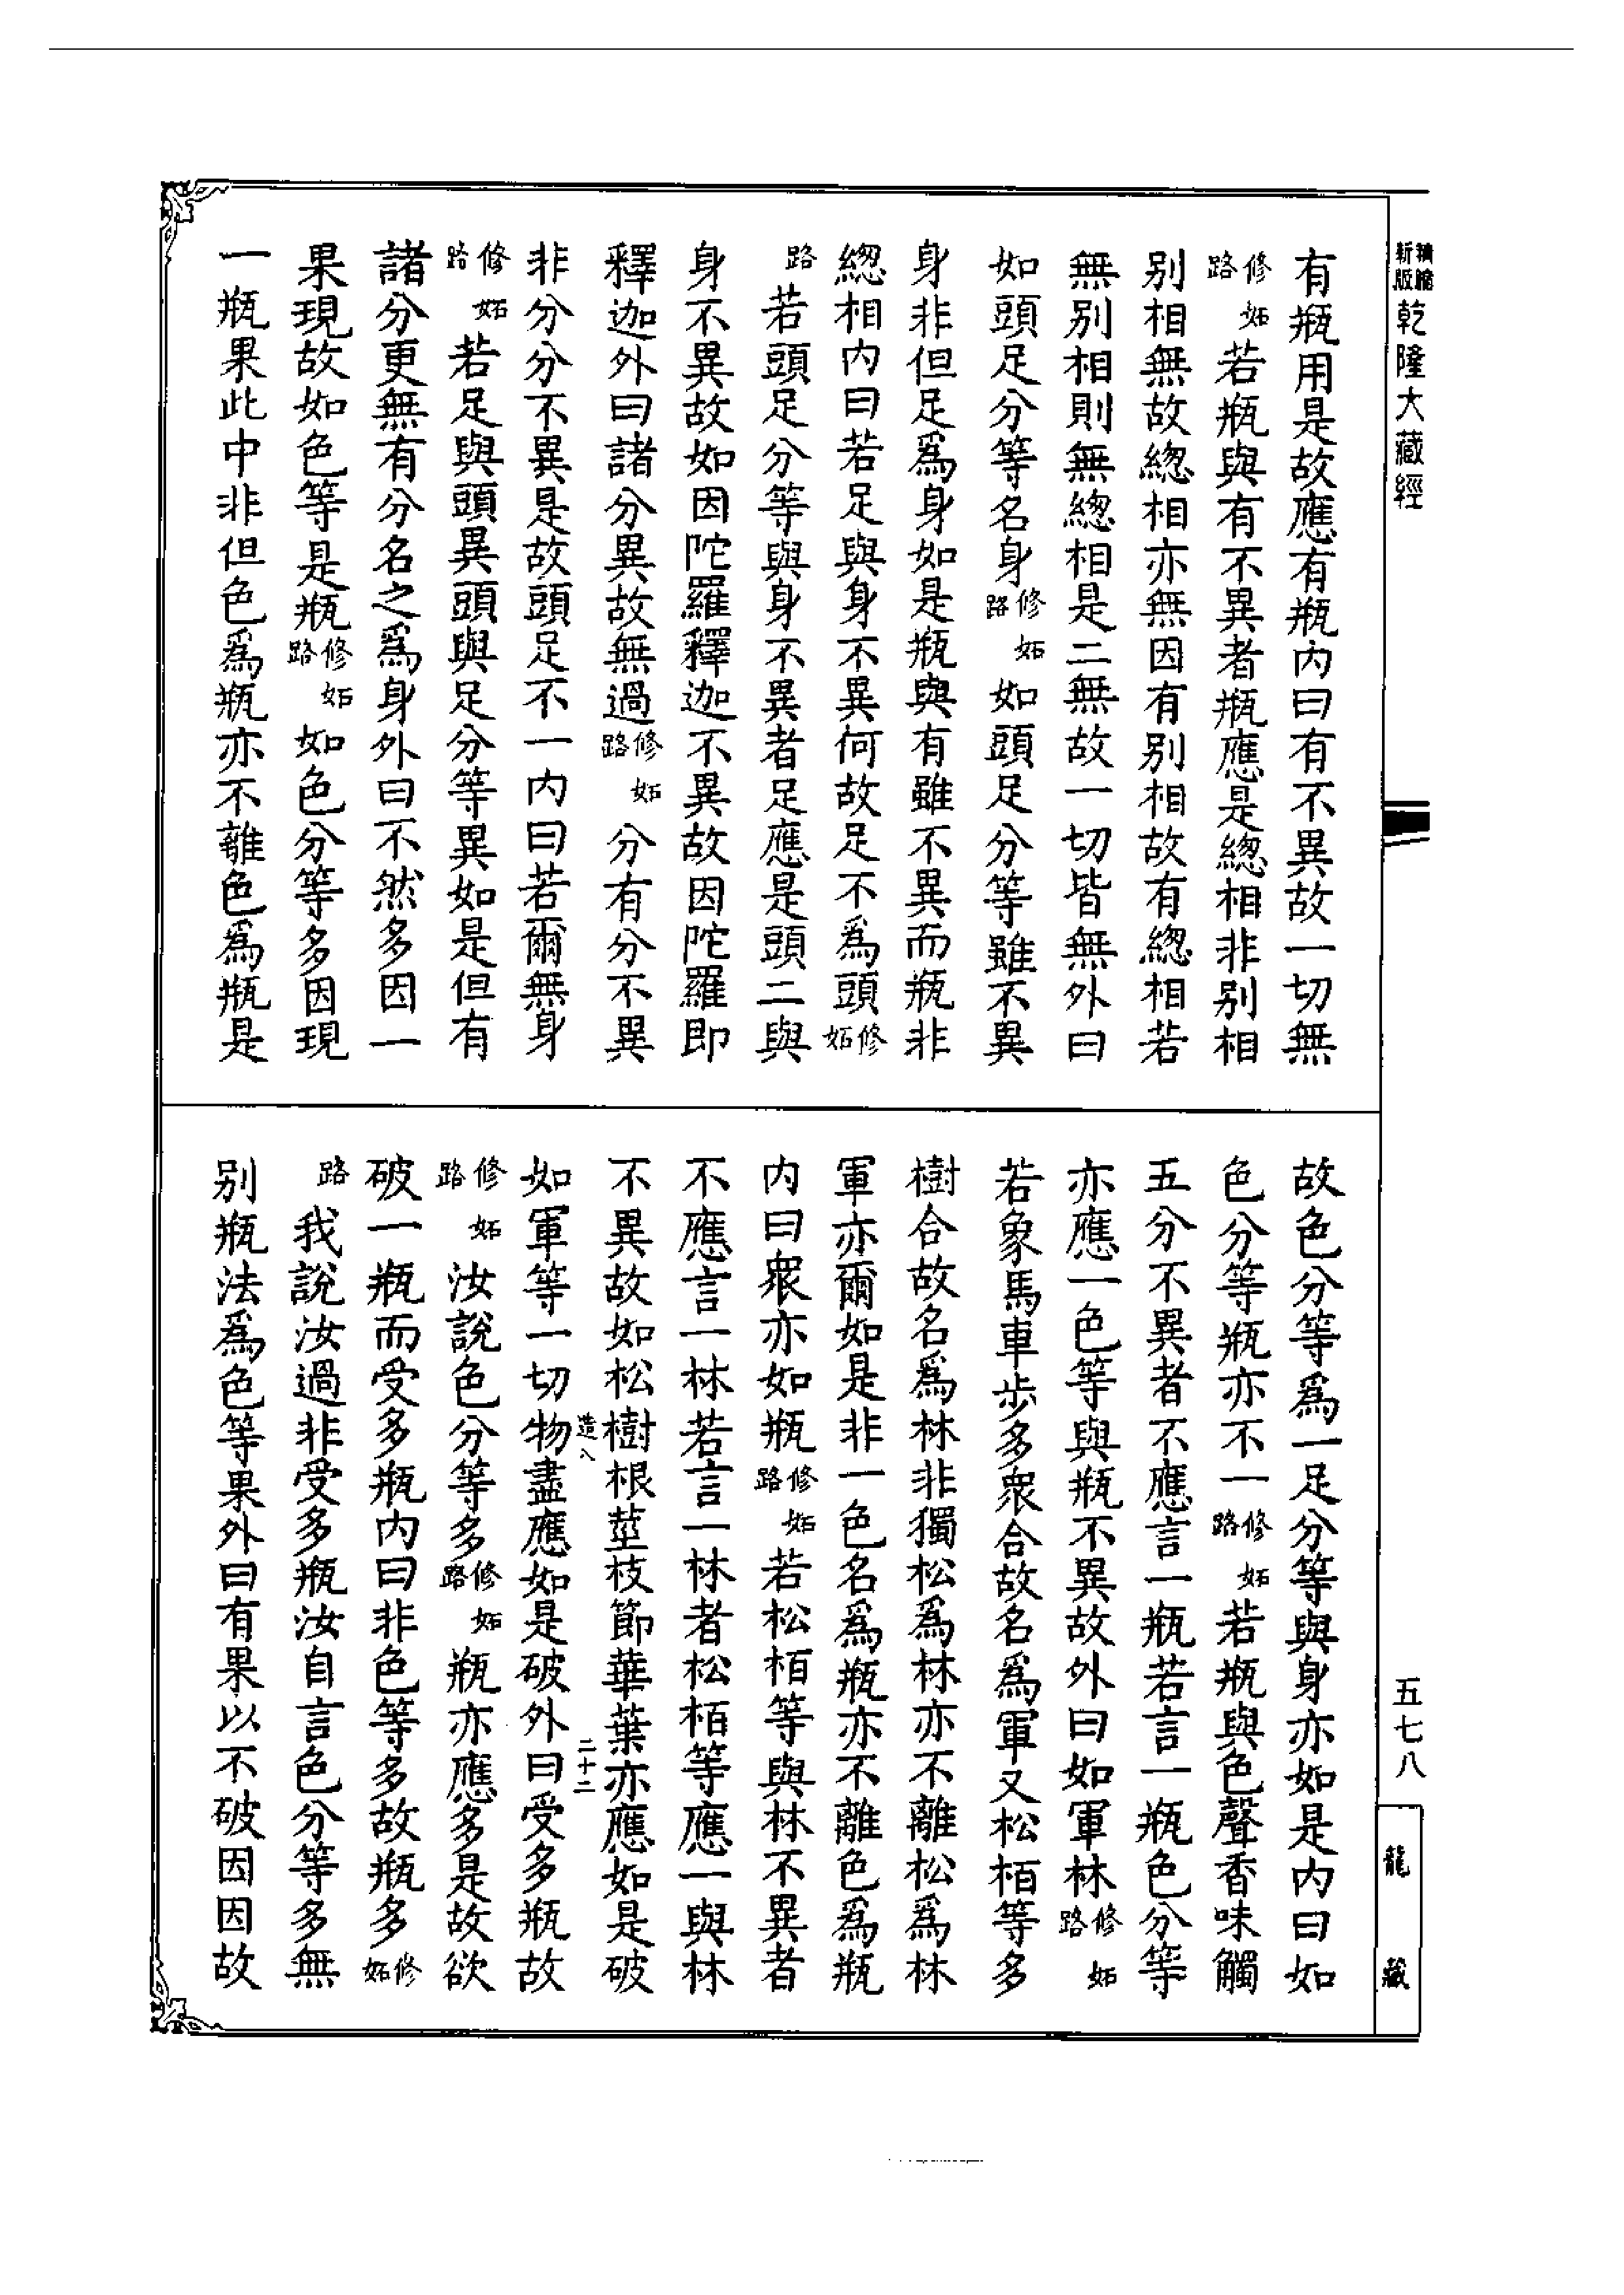 精縮新版乾隆大藏經
有瓶用是故應有瓶內曰有不異故一切無
修妬路若瓶與有不異者瓶應是總相非別相
別相無故總相亦無因有別相故有總相若
無別相則無總相是二無故一切皆無外曰
如頭足分等名身修妬路如頭足分等雖不異
身非但足爲身如是瓶與有雖不異而瓶非
總相內曰若足與身不異何故足不爲頭修妬
路若頭足分等與身不異者足應是頭二與
身不異故如因陀羅釋迦不異故因陀羅即
釋迦外曰諸分異故無過修妬路分有分不異
非分分不異是故頭足不一內曰若爾無身
修妬路若足與頭異頭與足分等異如是但有
諸分更無有分名之爲身外曰不然多因一
果現故如色等是瓶修妬路如色分等多因現
一瓶果此中非但色爲瓶亦不離色爲瓶是
故色分等爲一足分等與身亦如是內曰如
色分等瓶亦不一修妬路若瓶與色聲香味觸
五分不異者不應言一瓶若言一瓶色分等
亦應一色等與瓶不異故外曰如軍林修妬路
若象馬車步多衆合故名爲軍又松栢等多
樹合故名爲林非獨松爲林亦不離松爲林
軍亦爾如是非一色名爲瓶亦不離色爲瓶
內曰衆亦如瓶修妬路若松栢等與林不異者
不應言一林若言一林者松栢等應一與林
不異故如松樹根莖枝節華葉亦應如是破
造八 二十二
如軍等一切物盡應如是破外曰受多瓶故
修妬路汝說色分等多修妬路瓶亦應多是故欲
破一瓶而受多瓶內曰非色等多故瓶多修妬
路我說汝過非受多瓶汝自言色分等多無
別瓶法爲色等果外曰有果以不破因因故
五七八
龍藏